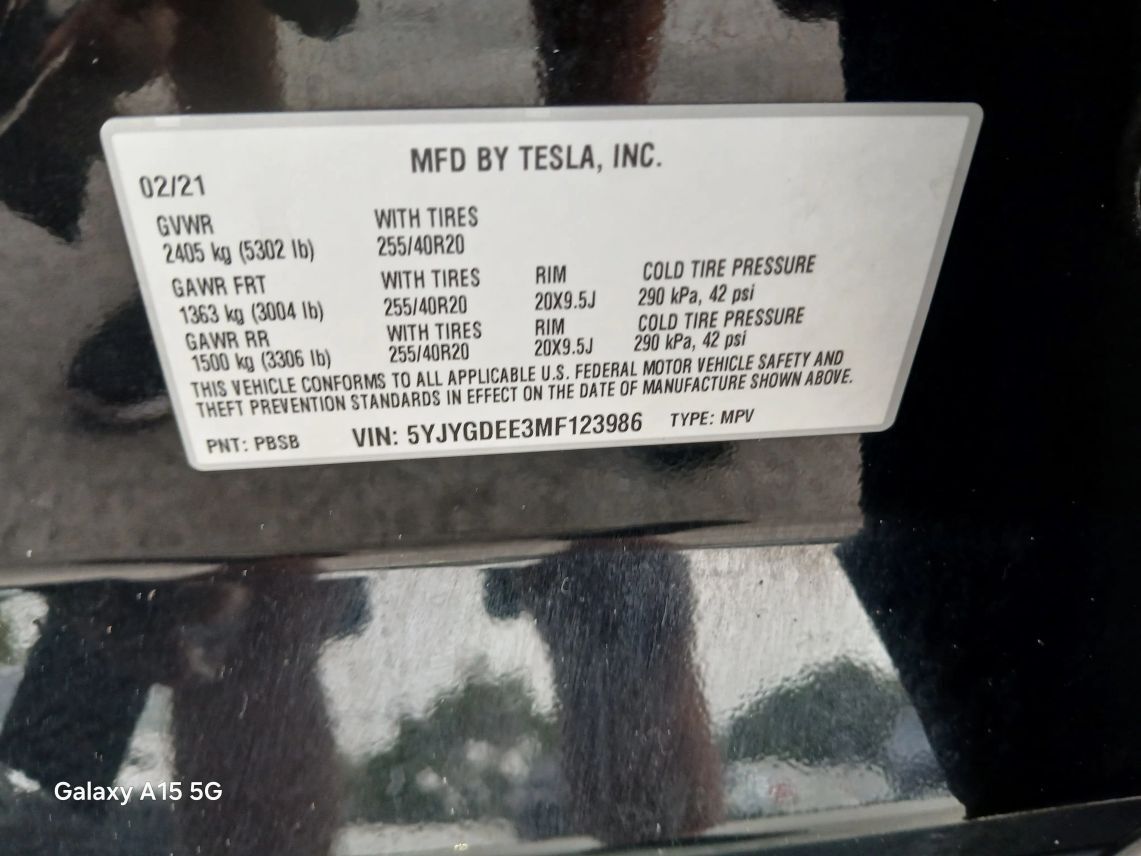 MFD BY TESLA, INC.
02/21
GVWR WITH TIRES
2405 kg (5302 lb) 255/40R20
GAWR FRT WITH TIRES RIM COLD TIRE PRESSURE
1363 kg (3004 lb) 255/40R20 20X9.5J 290 kPa, 42 psi
GAWR RR WITH TIRES RIM COLD TIRE PRESSURE
1500 kg (3306 lb) 255/40R20 20X9.5J 290 kPa, 42 psi
THIS VEHICLE CONFORMS TO ALL APPLICABLE U.S. FEDERAL MOTOR VEHICLE SAFETY AND
THEFT PREVENTION STANDARDS IN EFFECT ON THE DATE OF MANUFACTURE SHOWN ABOVE.
PNT: PBSB VIN: 5YJYGDEE3MF123986 TYPE: MPV
Galaxy A15 5G